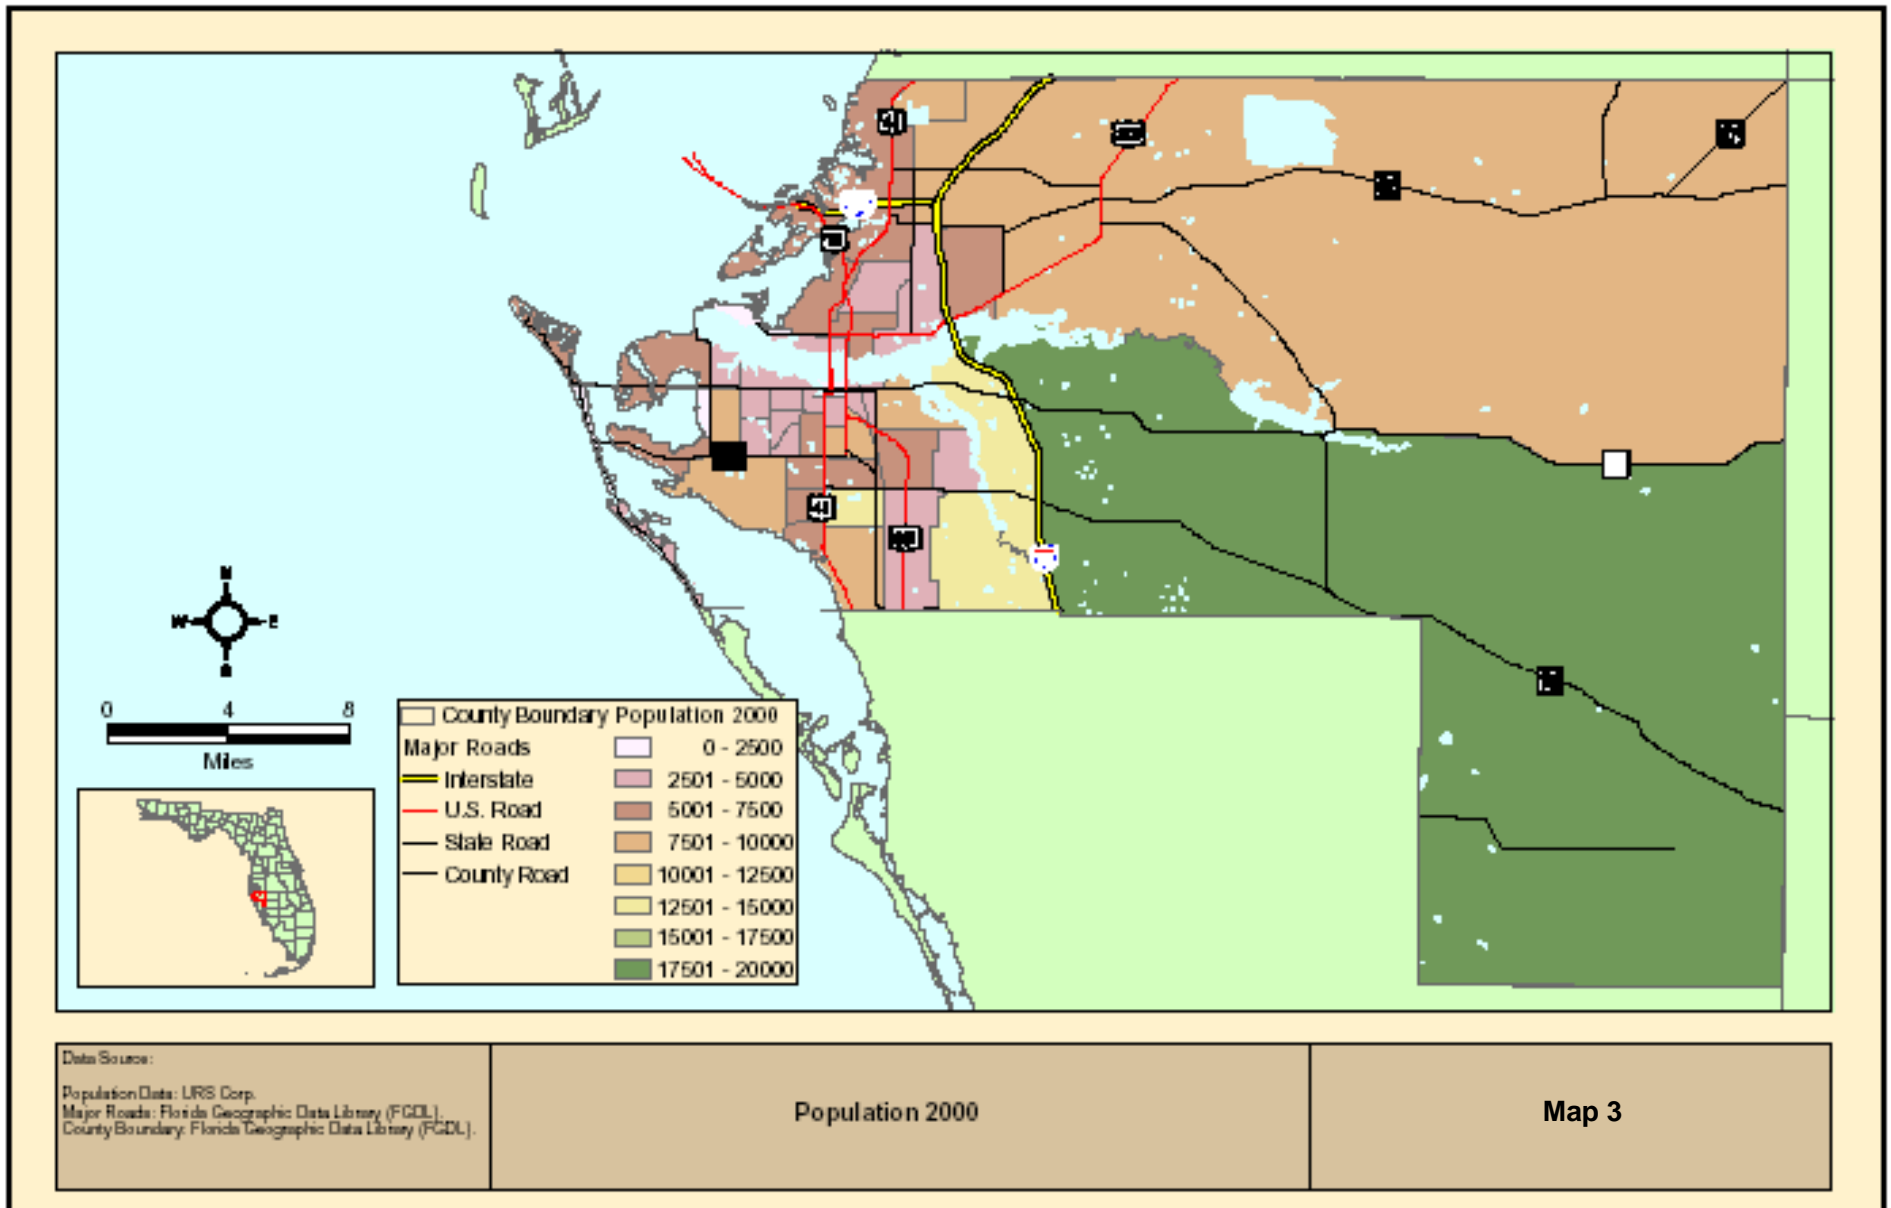 41
41
N
W
E
S
0 4 8
Miles
County Boundary
Population 2000
Major Roads
Interstate
U.S. Road
State Road
County Road
0 - 2500
2501 - 5000
5001 - 7500
7501 - 10000
10001 - 12500
12501 - 15000
15001 - 17500
17501 - 20000
Data Source:
Population Data: URS Corp.
Major Roads: Florida Geographic Data Library (FGDL).
County Boundary: Florida Geographic Data Library (FGDL).
Population 2000
Map 3